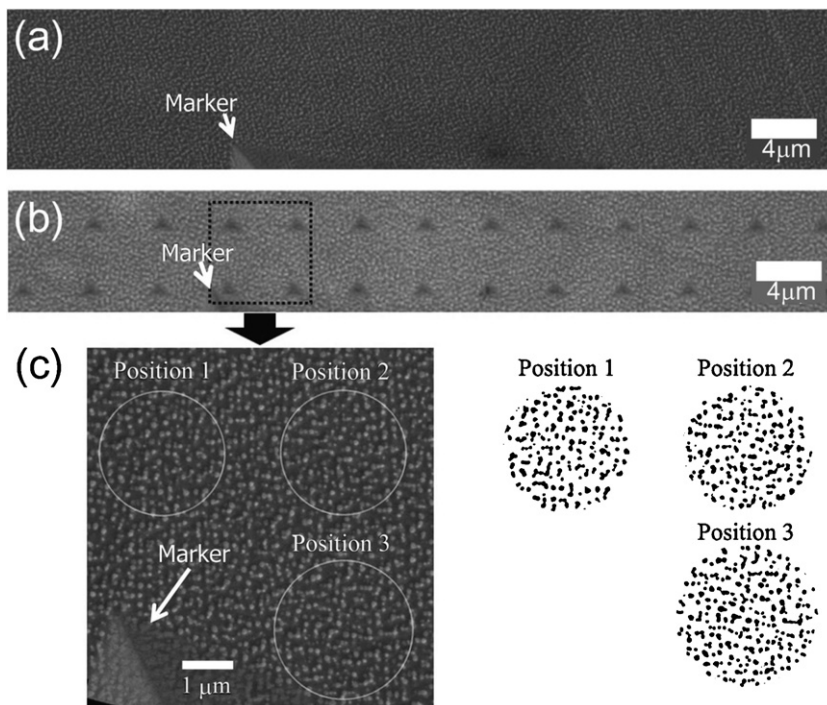 (a)
Marker
4μm
(b)
Marker
4μm
(c)
Position 1
Position 2
Position 3
Marker
1 μm
Position 1
Position 2
Position 3